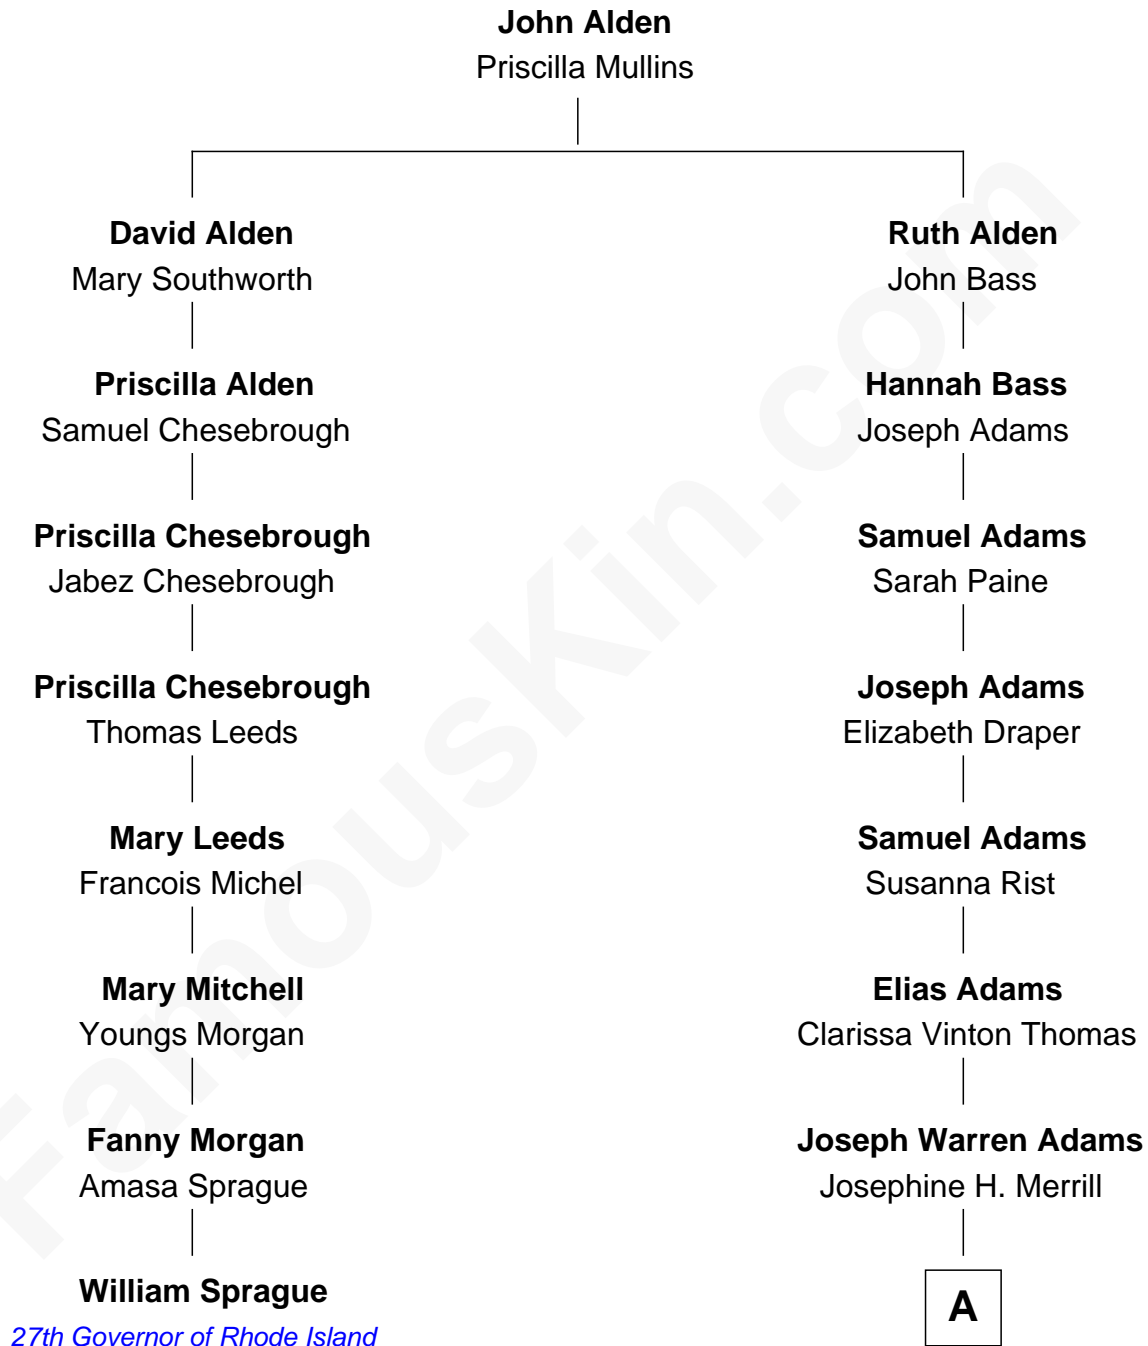 John Alden
Priscilla Mullins
David Alden
Mary Southworth
Ruth Alden
John Bass
Priscilla Alden
Samuel Chesebrough
Hannah Bass
Joseph Adams
Priscilla Chesebrough
Jabez Chesebrough
Samuel Adams
Sarah Paine
Priscilla Chesebrough
Thomas Leeds
Joseph Adams
Elizabeth Draper
Mary Leeds
Francois Michel
Samuel Adams
Susanna Rist
Mary Mitchell
Youngs Morgan
Elias Adams
Clarissa Vinton Thomas
Fanny Morgan
Amasa Sprague
Joseph Warren Adams
Josephine H. Merrill
William Sprague
27th Governor of Rhode Island
A
FamousKin.com